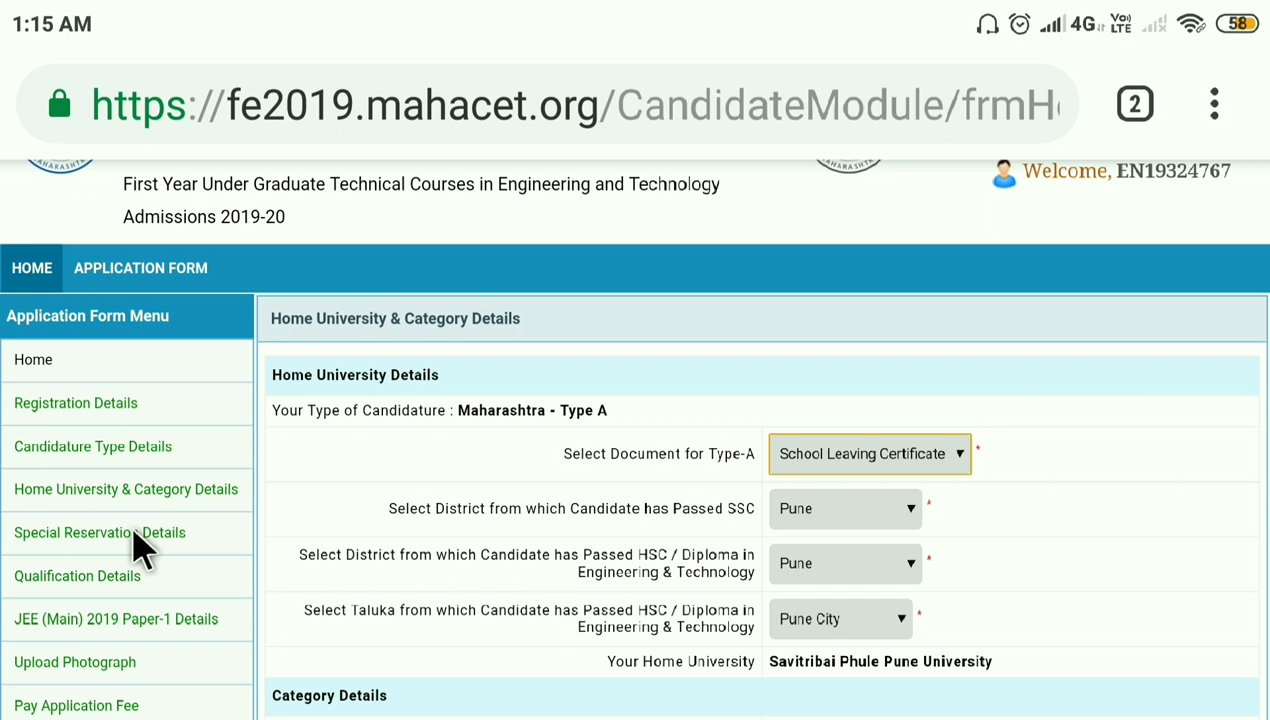 1:15 AM
4G Vo) LTE 58
https://fe2019.mahacet.org/CandidateModule/frmH
2
MAHARASHTRA
First Year Under Graduate Technical Courses in Engineering and Technology
Admissions 2019-20
Welcome, EN19324767
HOME APPLICATION FORM
Application Form Menu
Home
Registration Details
Candidature Type Details
Home University & Category Details
Special Reservation Details
Qualification Details
JEE (Main) 2019 Paper-1 Details
Upload Photograph
Pay Application Fee
Home University & Category Details
Home University Details
Your Type of Candidature : Maharashtra - Type A
Select Document for Type-A School Leaving Certificate *
Select District from which Candidate has Passed SSC Pune *
Select District from which Candidate has Passed HSC / Diploma in
Engineering & Technology Pune *
Select Taluka from which Candidate has Passed HSC / Diploma in
Engineering & Technology Pune City *
Your Home University Savitribai Phule Pune University
Category Details